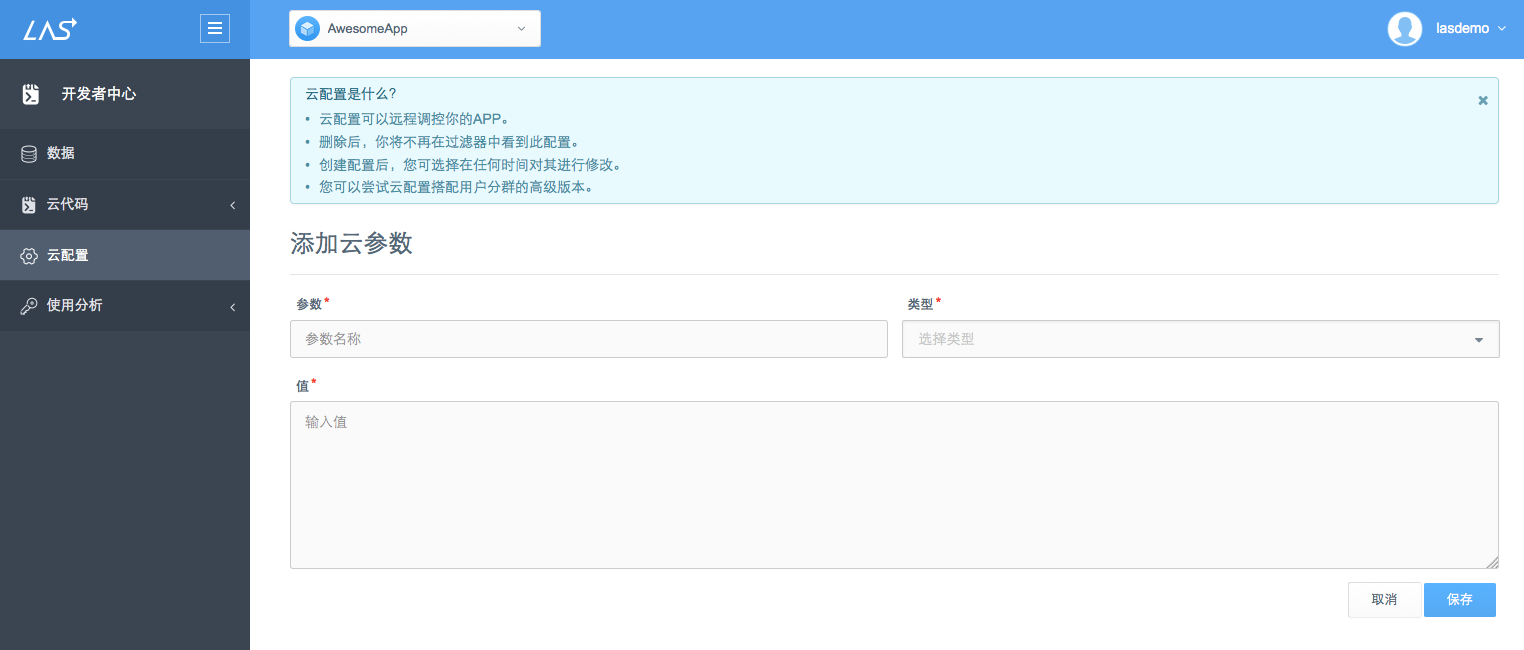 LAS
AwesomeApp
lasdemo
开发者中心
数据
云代码
云配置
使用分析
云配置是什么?
• 云配置可以远程调控你的APP。
• 删除后，你将不再在过滤器中看到此配置。
• 创建配置后，您可选择在任何时间对其进行修改。
• 您可以尝试云配置搭配用户分群的高级版本。
添加云参数
参数*
类型*
参数名称
选择类型
值*
输入值
取消
保存